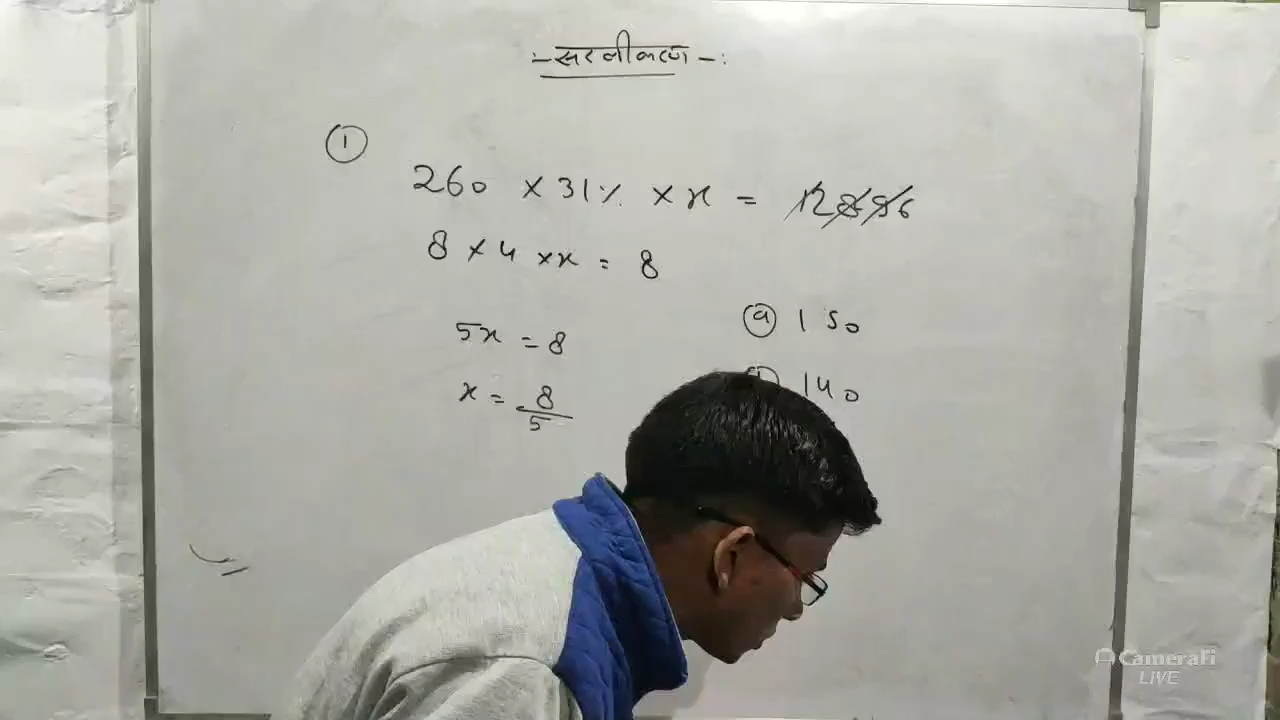 :- सरलीकरण -:
①
260 × 31% × x = 12896
8 × 4 × x = 8
5x = 8
x = 8/5
ⓐ 150
140
CameraFi
LIVE